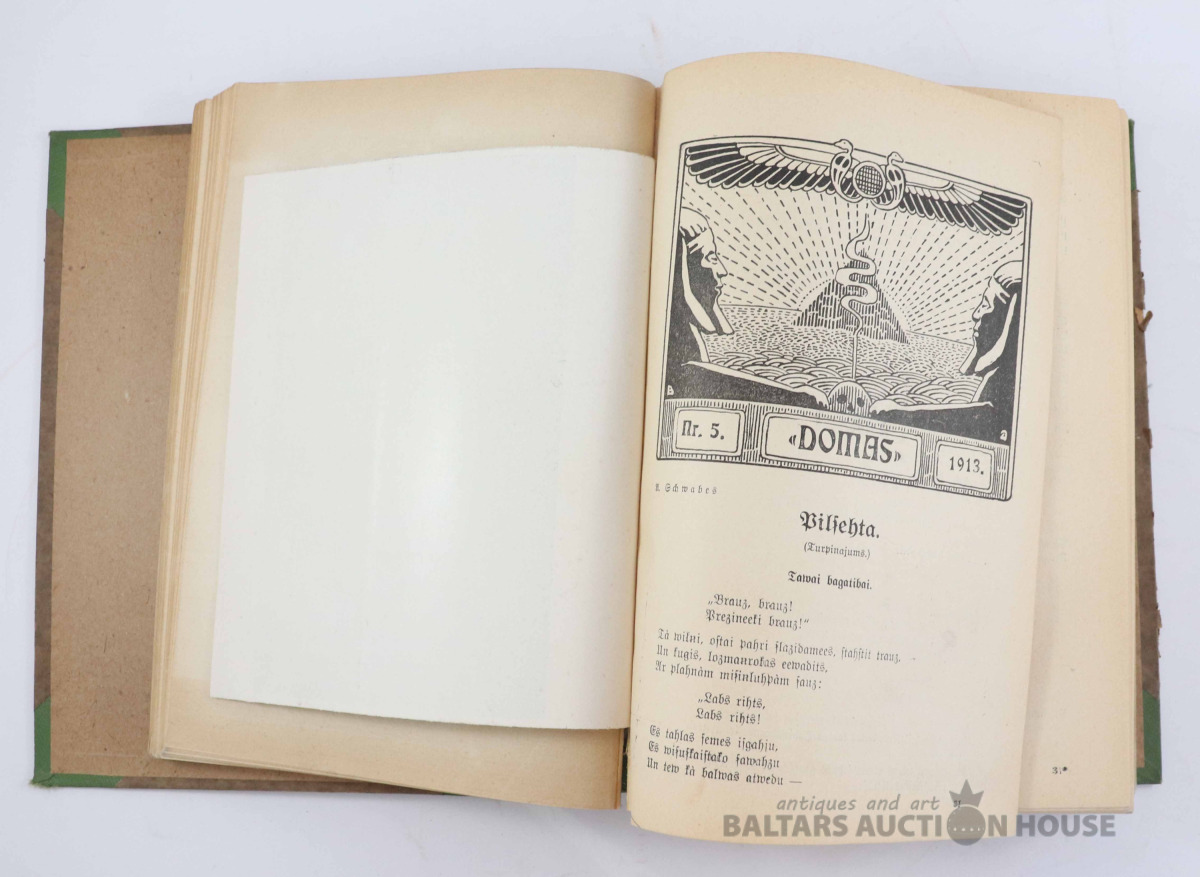 Nr. 5.
«DOMAS»
1913.
Schwabes
Pilſehta.
(Turpinajums.)
Tawai bagatibai.
„Brauz, brauz!
Prezineeki brauz!“
Tà wilni, oſtai pahri ſlazidamees, ſtahſtit trauz,
Un kugis, lozmanrokas eewadits,
Ar plahnàm miſinluhpàm ſauz:
„Labs rihts,
Labs rihts!
Es tahlas ſemes iſgahju,
Es wiſuſkaiſtako ſawahzu
Un tew kà balwas atwedu —
31*
antiques and art
BALTARS AUCTION HOUSE